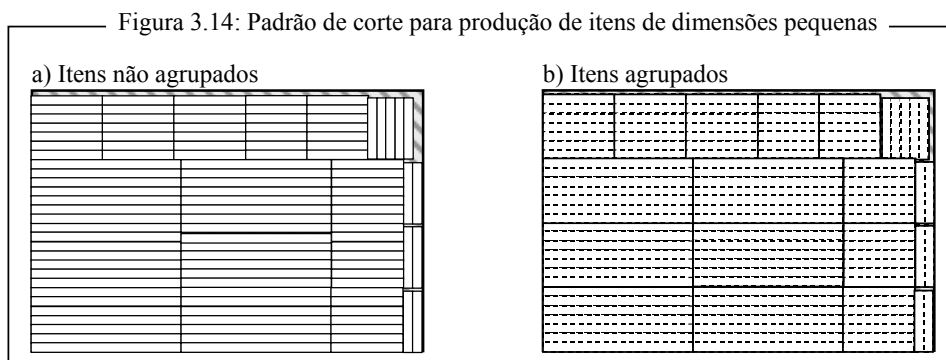 Figura 3.14: Padrão de corte para produção de itens de dimensões pequenas
a) Itens não agrupados
b) Itens agrupados